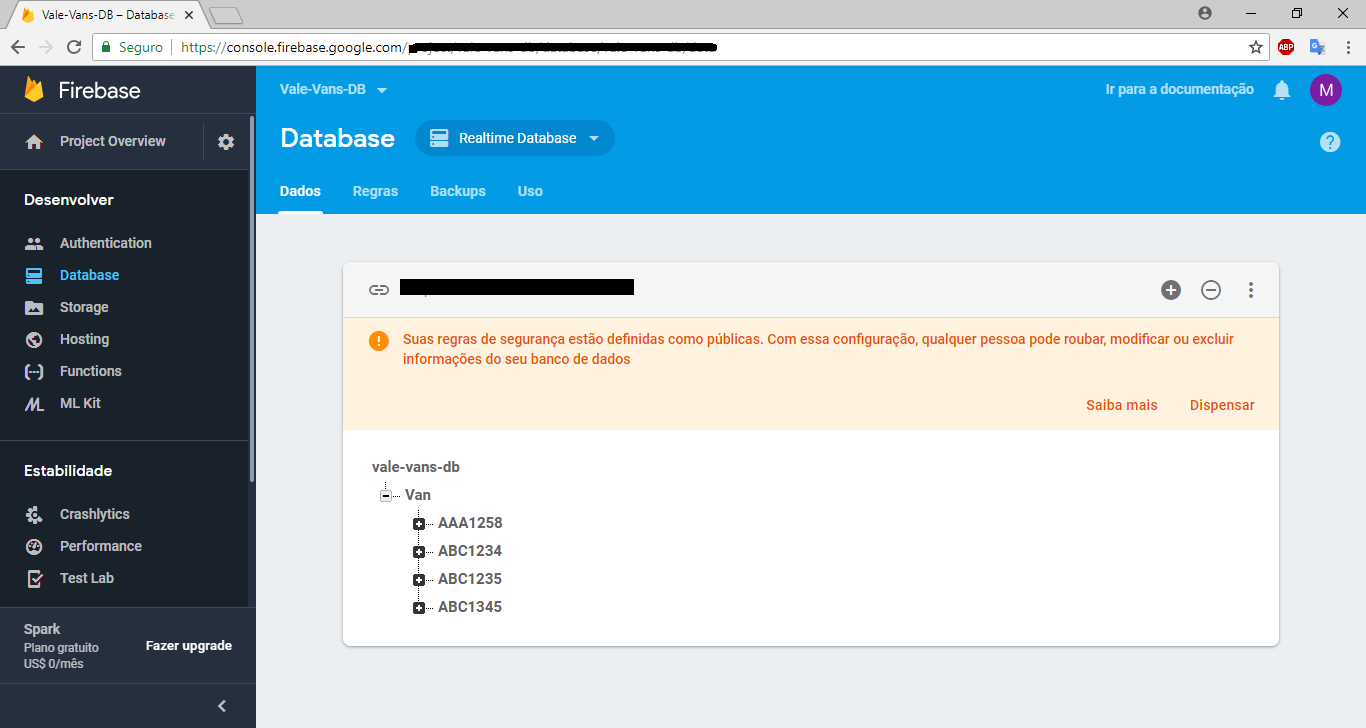 Vale-Vans-DB – Database
Seguro
https://console.firebase.google.com/
ABP
Firebase
Vale-Vans-DB
Ir para a documentação
M
Project Overview
Database
Realtime Database
?
Dados
Regras
Backups
Uso
Desenvolver
Authentication
Database
Storage
Hosting
Functions
ML Kit
Suas regras de segurança estão definidas como públicas. Com essa configuração, qualquer pessoa pode roubar, modificar ou excluir
informações do seu banco de dados
Saiba mais
Dispensar
vale-vans-db
Van
AAA1258
ABC1234
ABC1235
ABC1345
Estabilidade
Crashlytics
Performance
Test Lab
Spark
Plano gratuito
US$ 0/mês
Fazer upgrade